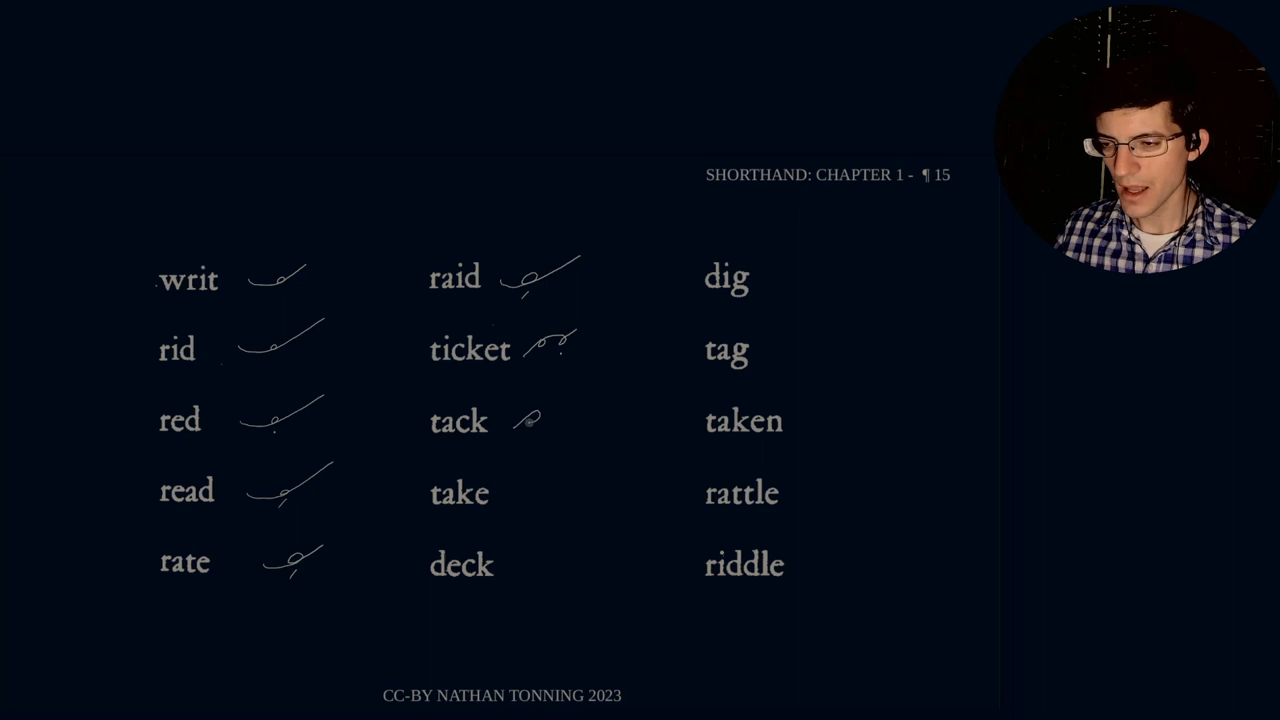 SHORTHAND: CHAPTER 1 - ¶ 15
writ
rid
red
read
rate
raid
ticket
tack
take
deck
dig
tag
taken
rattle
riddle
CC-BY NATHAN TONNING 2023